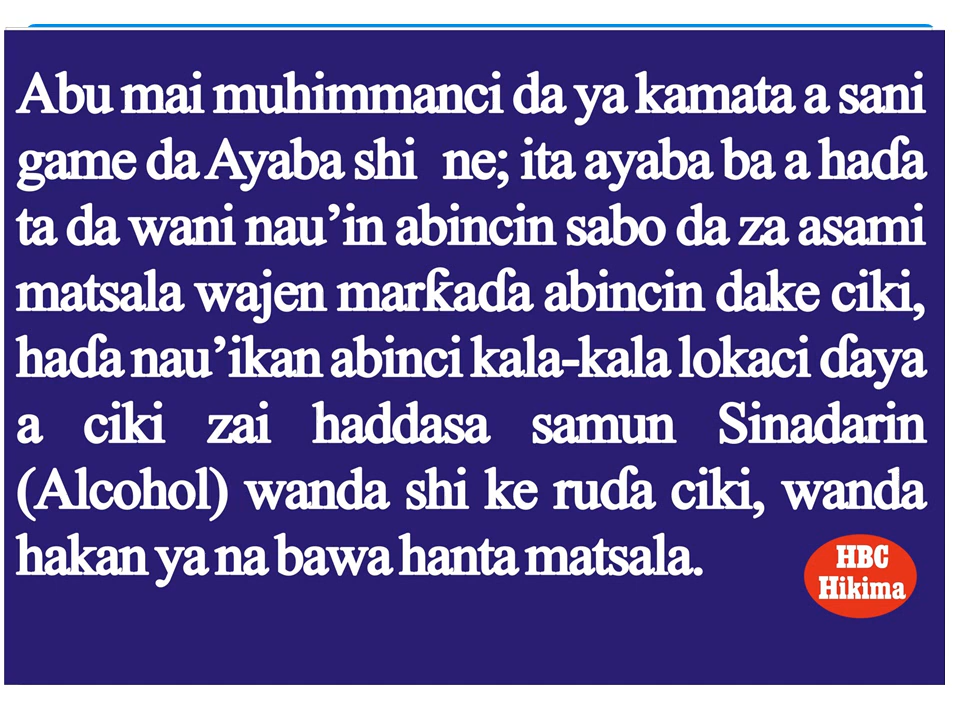 Abu mai muhimmanci da ya kamata a sani
game da Ayaba shi ne; ita ayaba ba a haɗa
ta da wani nau’in abincin sabo da za asami
matsala wajen marƙaɗa abincin dake ciki,
haɗa nau’ikan abinci kala-kala lokaci ɗaya
a ciki zai haddasa samun Sinadarin
(Alcohol) wanda shi ke ruɗa ciki, wanda
hakan ya na bawa hanta matsala.
HBC
Hikima